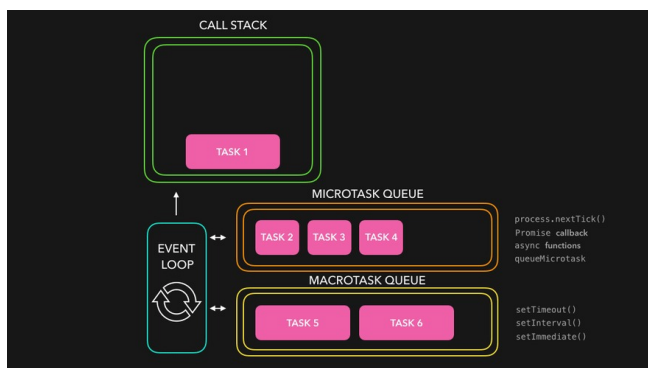 CALL STACK
TASK 1
MICROTASK QUEUE
TASK 2
TASK 3
TASK 4
process.nextTick()
Promise callback
async functions
queueMicrotask
EVENT
LOOP
MACROTASK QUEUE
TASK 5
TASK 6
setTimeout()
setInterval()
setImmediate()